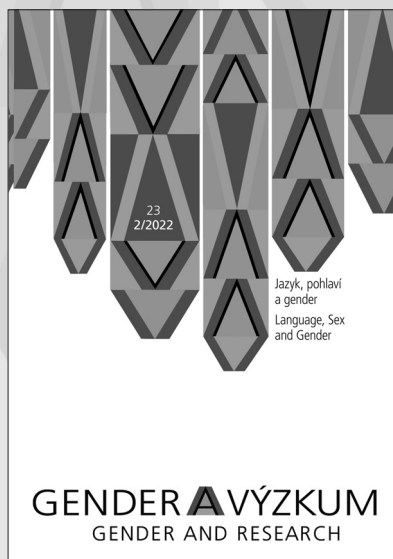 23
2/2022
Jazyk, pohlaví
a gender
Language, Sex
and Gender
GENDER A VÝZKUM
GENDER AND RESEARCH